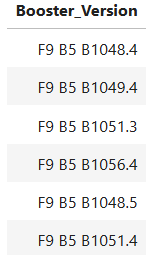 Booster_Version
F9 B5 B1048.4
F9 B5 B1049.4
F9 B5 B1051.3
F9 B5 B1056.4
F9 B5 B1048.5
F9 B5 B1051.4